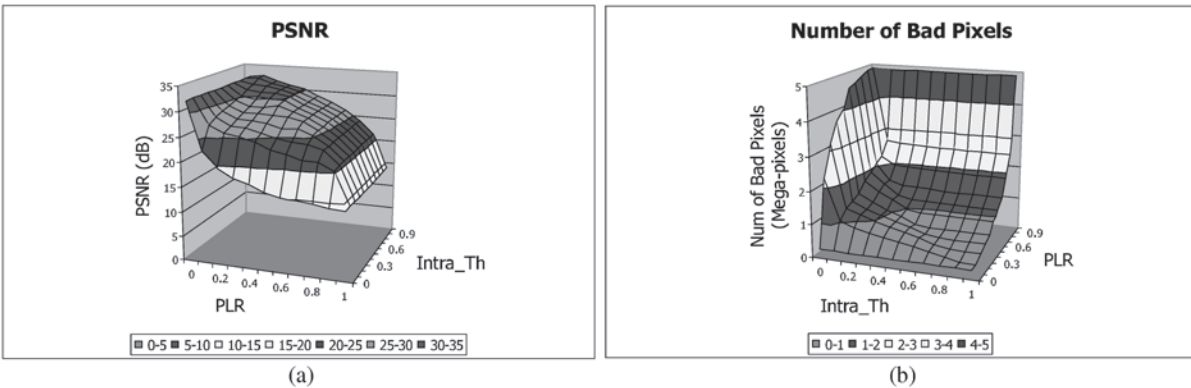 PSNR
35
30
25
20
15
10
5
0
PSNR (dB)
0
0.2
0.4
0.6
0.8
1
PLR
0
0.3
0.6
0.9
Intra_Th
0-5 5-10 10-15 15-20 20-25 25-30 30-35
(a)
Number of Bad Pixels
5
4
3
2
1
0
Num of Bad Pixels
(Mega-pixels)
0
0.2
0.4
0.6
0.8
1
Intra_Th
0
0.3
0.6
0.9
PLR
0-1 1-2 2-3 3-4 4-5
(b)